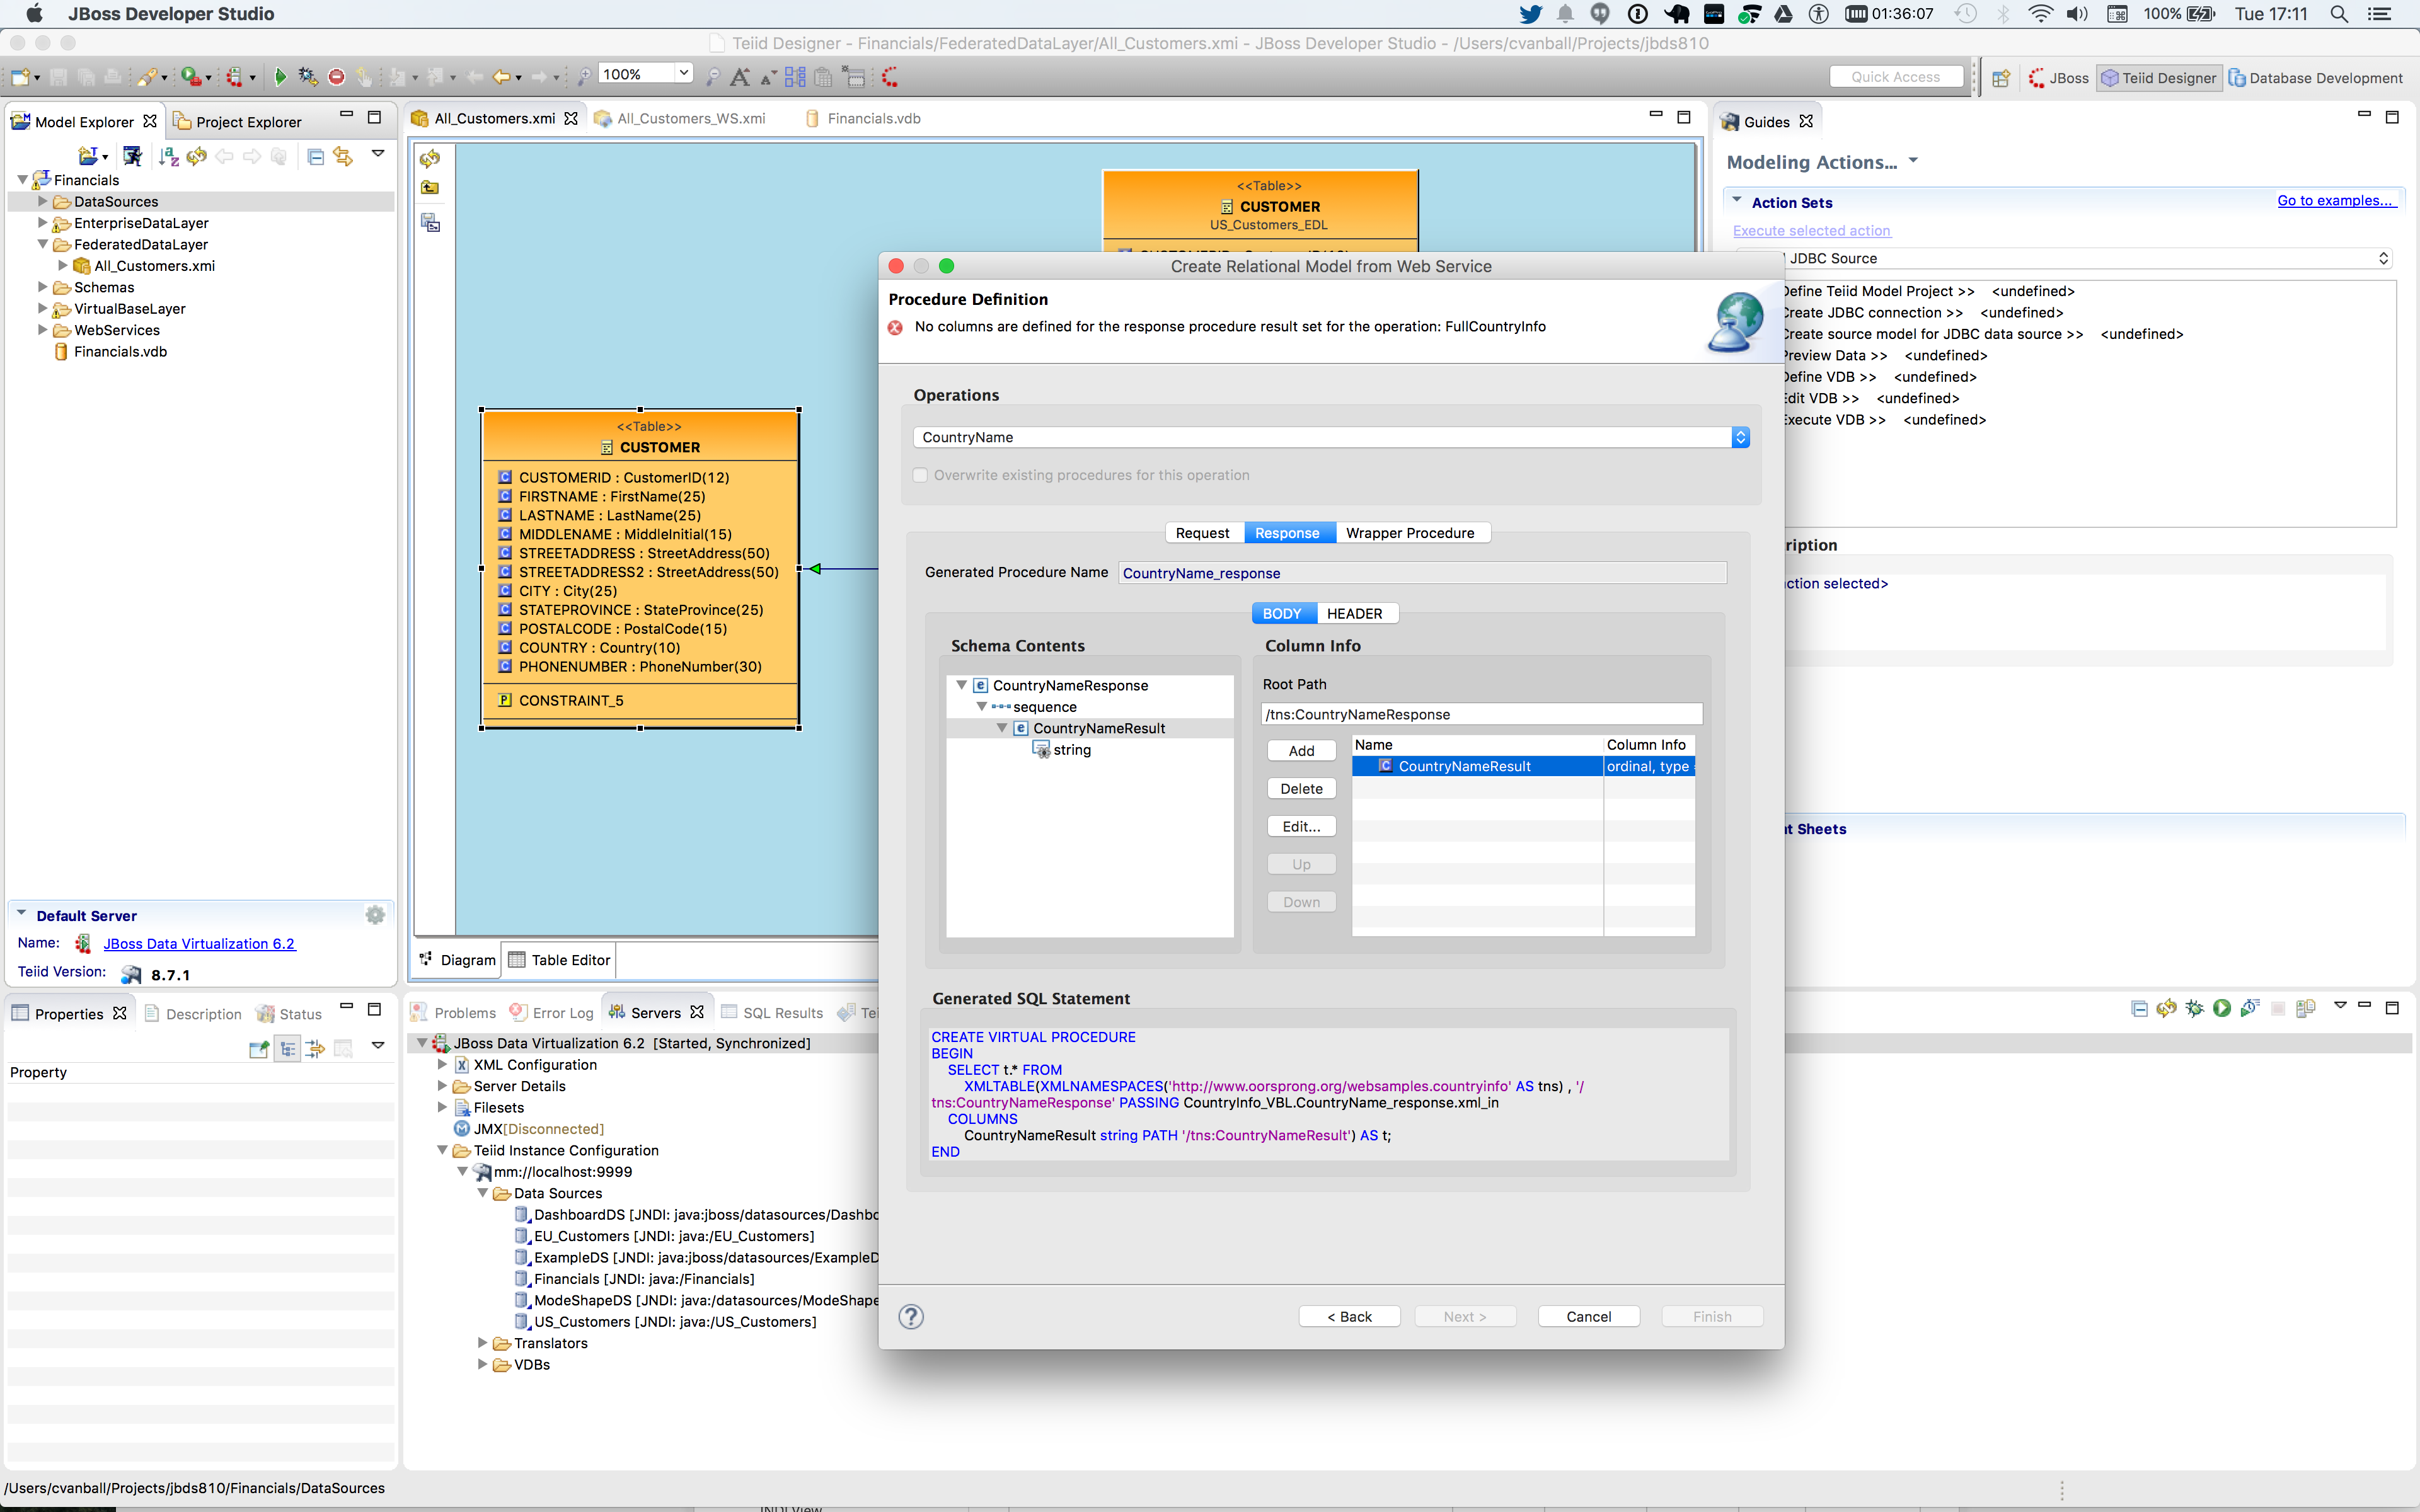 JBoss Developer Studio
01:36:07
100%
Tue 17:11
Teiid Designer - Financials/FederatedDataLayer/All_Customers.xmi - JBoss Developer Studio - /Users/cvanball/Projects/jbds810
100%
Quick Access
JBoss
Teiid Designer
Database Development
Model Explorer
Project Explorer
Financials
DataSources
EnterpriseDataLayer
FederatedDataLayer
All_Customers.xmi
Schemas
VirtualBaseLayer
WebServices
Financials.vdb
Default Server
Name: JBoss Data Virtualization 6.2
Teiid Version: 8.7.1
Properties
Description
Status
Property
All_Customers.xmi
All_Customers_WS.xmi
Financials.vdb
<<Table>>
CUSTOMER
US_Customers_EDL
<<Table>>
CUSTOMER
CUSTOMERID : CustomerID(12)
FIRSTNAME : FirstName(25)
LASTNAME : LastName(25)
MIDDLENAME : MiddleInitial(15)
STREETADDRESS : StreetAddress(50)
STREETADDRESS2 : StreetAddress(50)
CITY : City(25)
STATEPROVINCE : StateProvince(25)
POSTALCODE : PostalCode(15)
COUNTRY : Country(10)
PHONENUMBER : PhoneNumber(30)
CONSTRAINT_5
Diagram
Table Editor
Problems
Error Log
Servers
SQL Results
Tei
JBoss Data Virtualization 6.2 [Started, Synchronized]
XML Configuration
Server Details
Filesets
JMX[Disconnected]
Teiid Instance Configuration
mm://localhost:9999
Data Sources
DashboardDS [JNDI: java:jboss/datasources/Dashbo
EU_Customers [JNDI: java:/EU_Customers]
ExampleDS [JNDI: java:jboss/datasources/ExampleD
Financials [JNDI: java:/Financials]
ModeShapeDS [JNDI: java:/datasources/ModeShape
US_Customers [JNDI: java:/US_Customers]
Translators
VDBs
Create Relational Model from Web Service
Procedure Definition
No columns are defined for the response procedure result set for the operation: FullCountryInfo
Operations
CountryName
Overwrite existing procedures for this operation
Request
Response
Wrapper Procedure
Generated Procedure Name CountryName_response
BODY
HEADER
Schema Contents
CountryNameResponse
sequence
CountryNameResult
string
Column Info
Root Path
/tns:CountryNameResponse
Add
Delete
Edit...
Up
Down
Name Column Info
CountryNameResult ordinal, type
Generated SQL Statement
CREATE VIRTUAL PROCEDURE
BEGIN
SELECT t.* FROM
XMLTABLE(XMLNAMESPACES('http://www.oorsprong.org/websamples.countryinfo' AS tns) , '/
tns:CountryNameResponse' PASSING CountryInfo_VBL.CountryName_response.xml_in
COLUMNS
CountryNameResult string PATH '/tns:CountryNameResult') AS t;
END
< Back
Next >
Cancel
Finish
Guides
Modeling Actions...
Action Sets
Go to examples...
Execute selected action
JDBC Source
Define Teiid Model Project >> <undefined>
Create JDBC connection >> <undefined>
Create source model for JDBC data source >> <undefined>
Preview Data >> <undefined>
Define VDB >> <undefined>
Edit VDB >> <undefined>
Execute VDB >> <undefined>
ription
ction selected>
t Sheets
/Users/cvanball/Projects/jbds810/Financials/DataSources